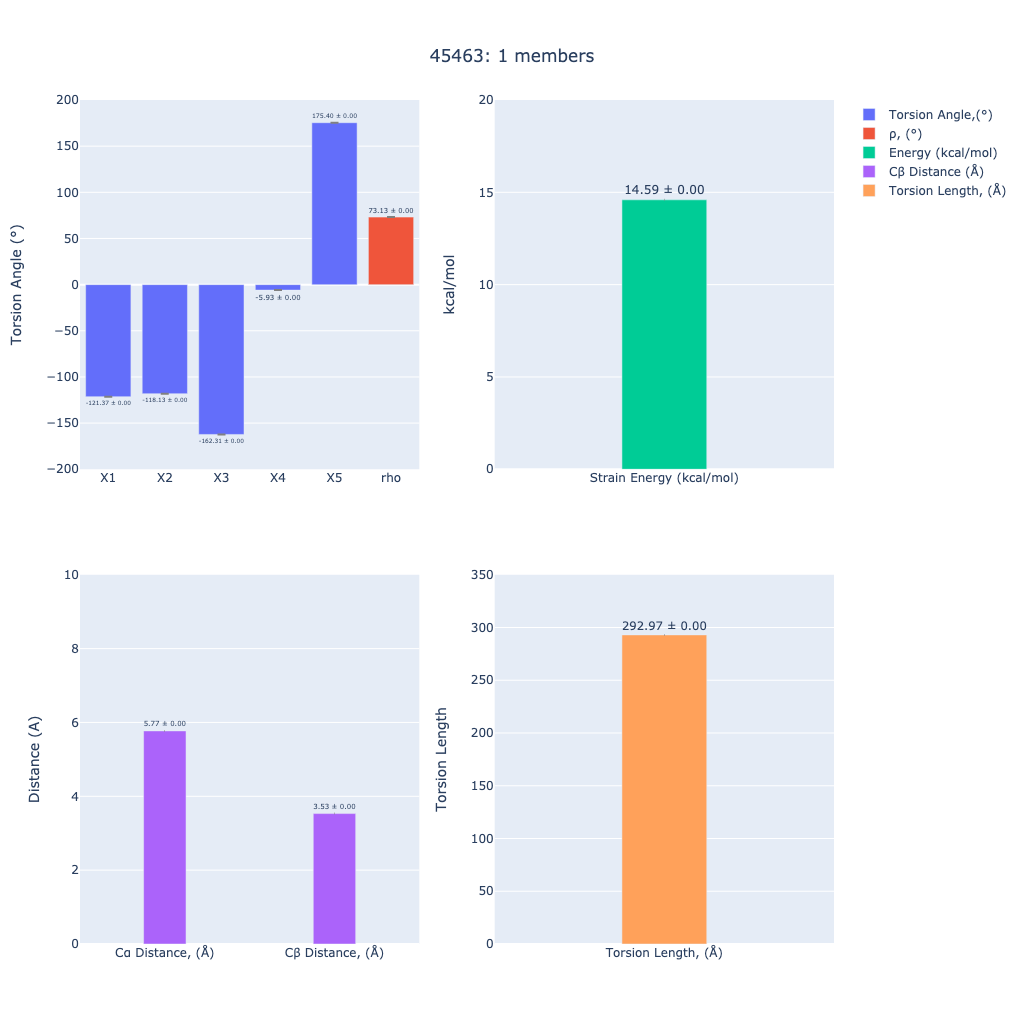 45463: 1 members
Torsion Angle (°)
200
150
100
50
0
−50
−100
−150
−200
-121.37 ± 0.00
-118.13 ± 0.00
-162.31 ± 0.00
-5.93 ± 0.00
175.40 ± 0.00
73.13 ± 0.00
X1 X2 X3 X4 X5 rho
kcal/mol
20
15
10
5
0
14.59 ± 0.00
Strain Energy (kcal/mol)
Torsion Angle,(°)
ρ, (°)
Energy (kcal/mol)
Cβ Distance (Å)
Torsion Length, (Å)
Distance (A)
10
8
6
4
2
0
5.77 ± 0.00
3.53 ± 0.00
Cα Distance, (Å) Cβ Distance, (Å)
Torsion Length
350
300
250
200
150
100
50
0
292.97 ± 0.00
Torsion Length, (Å)